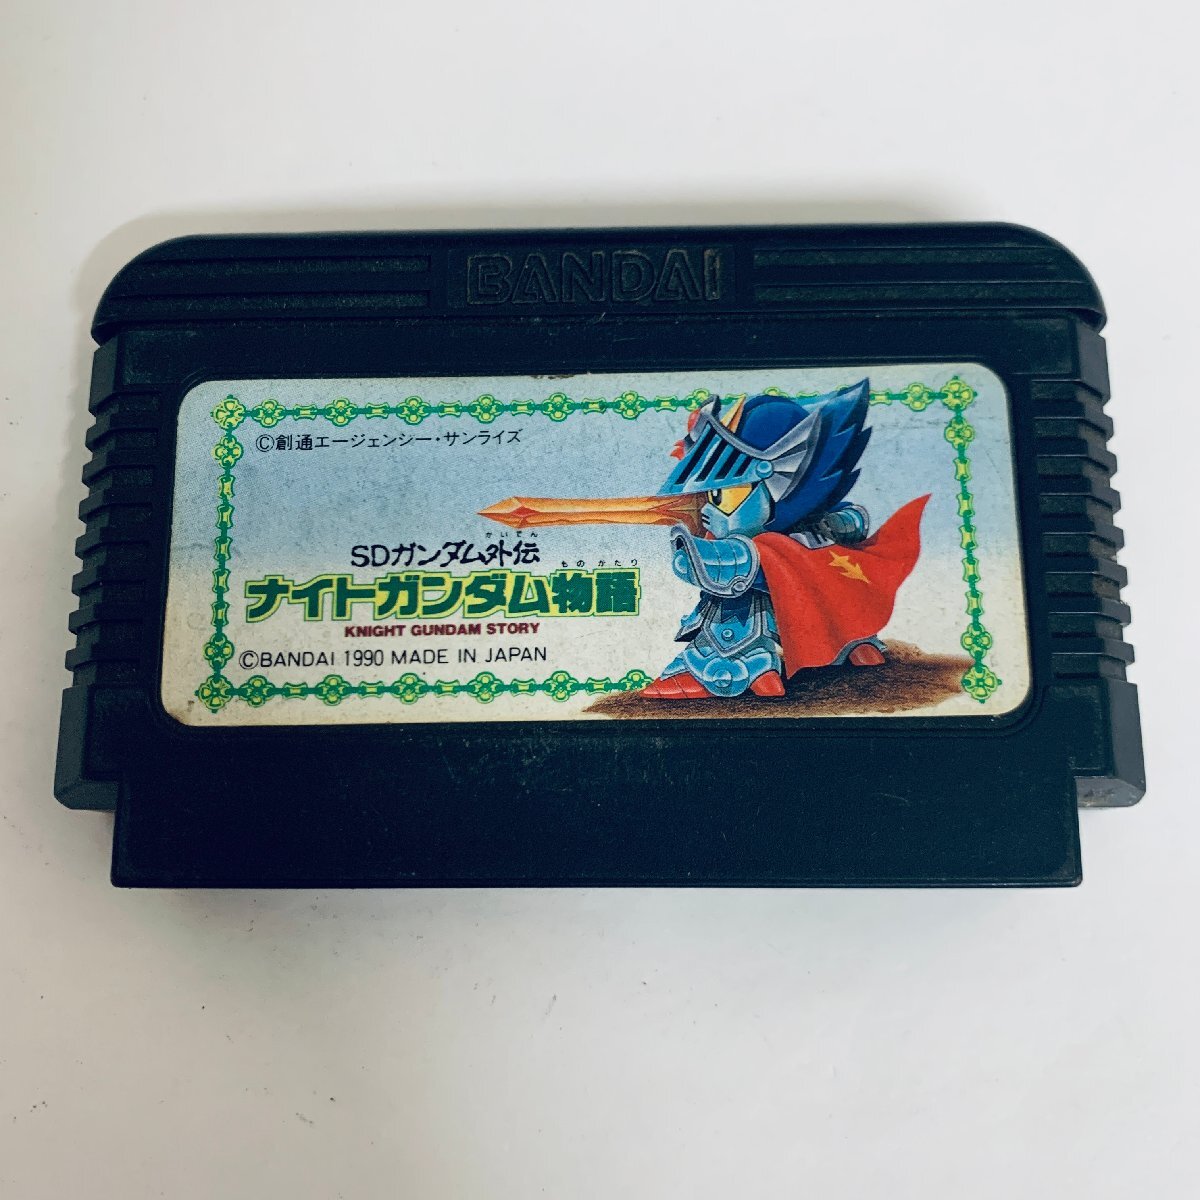 BANDAI
©創通エージェンシー・サンライズ
がいでん
SDガンダム外伝
ものがたり
ナイトガンダム物語
KNIGHT GUNDAM STORY
©BANDAI 1990 MADE IN JAPAN